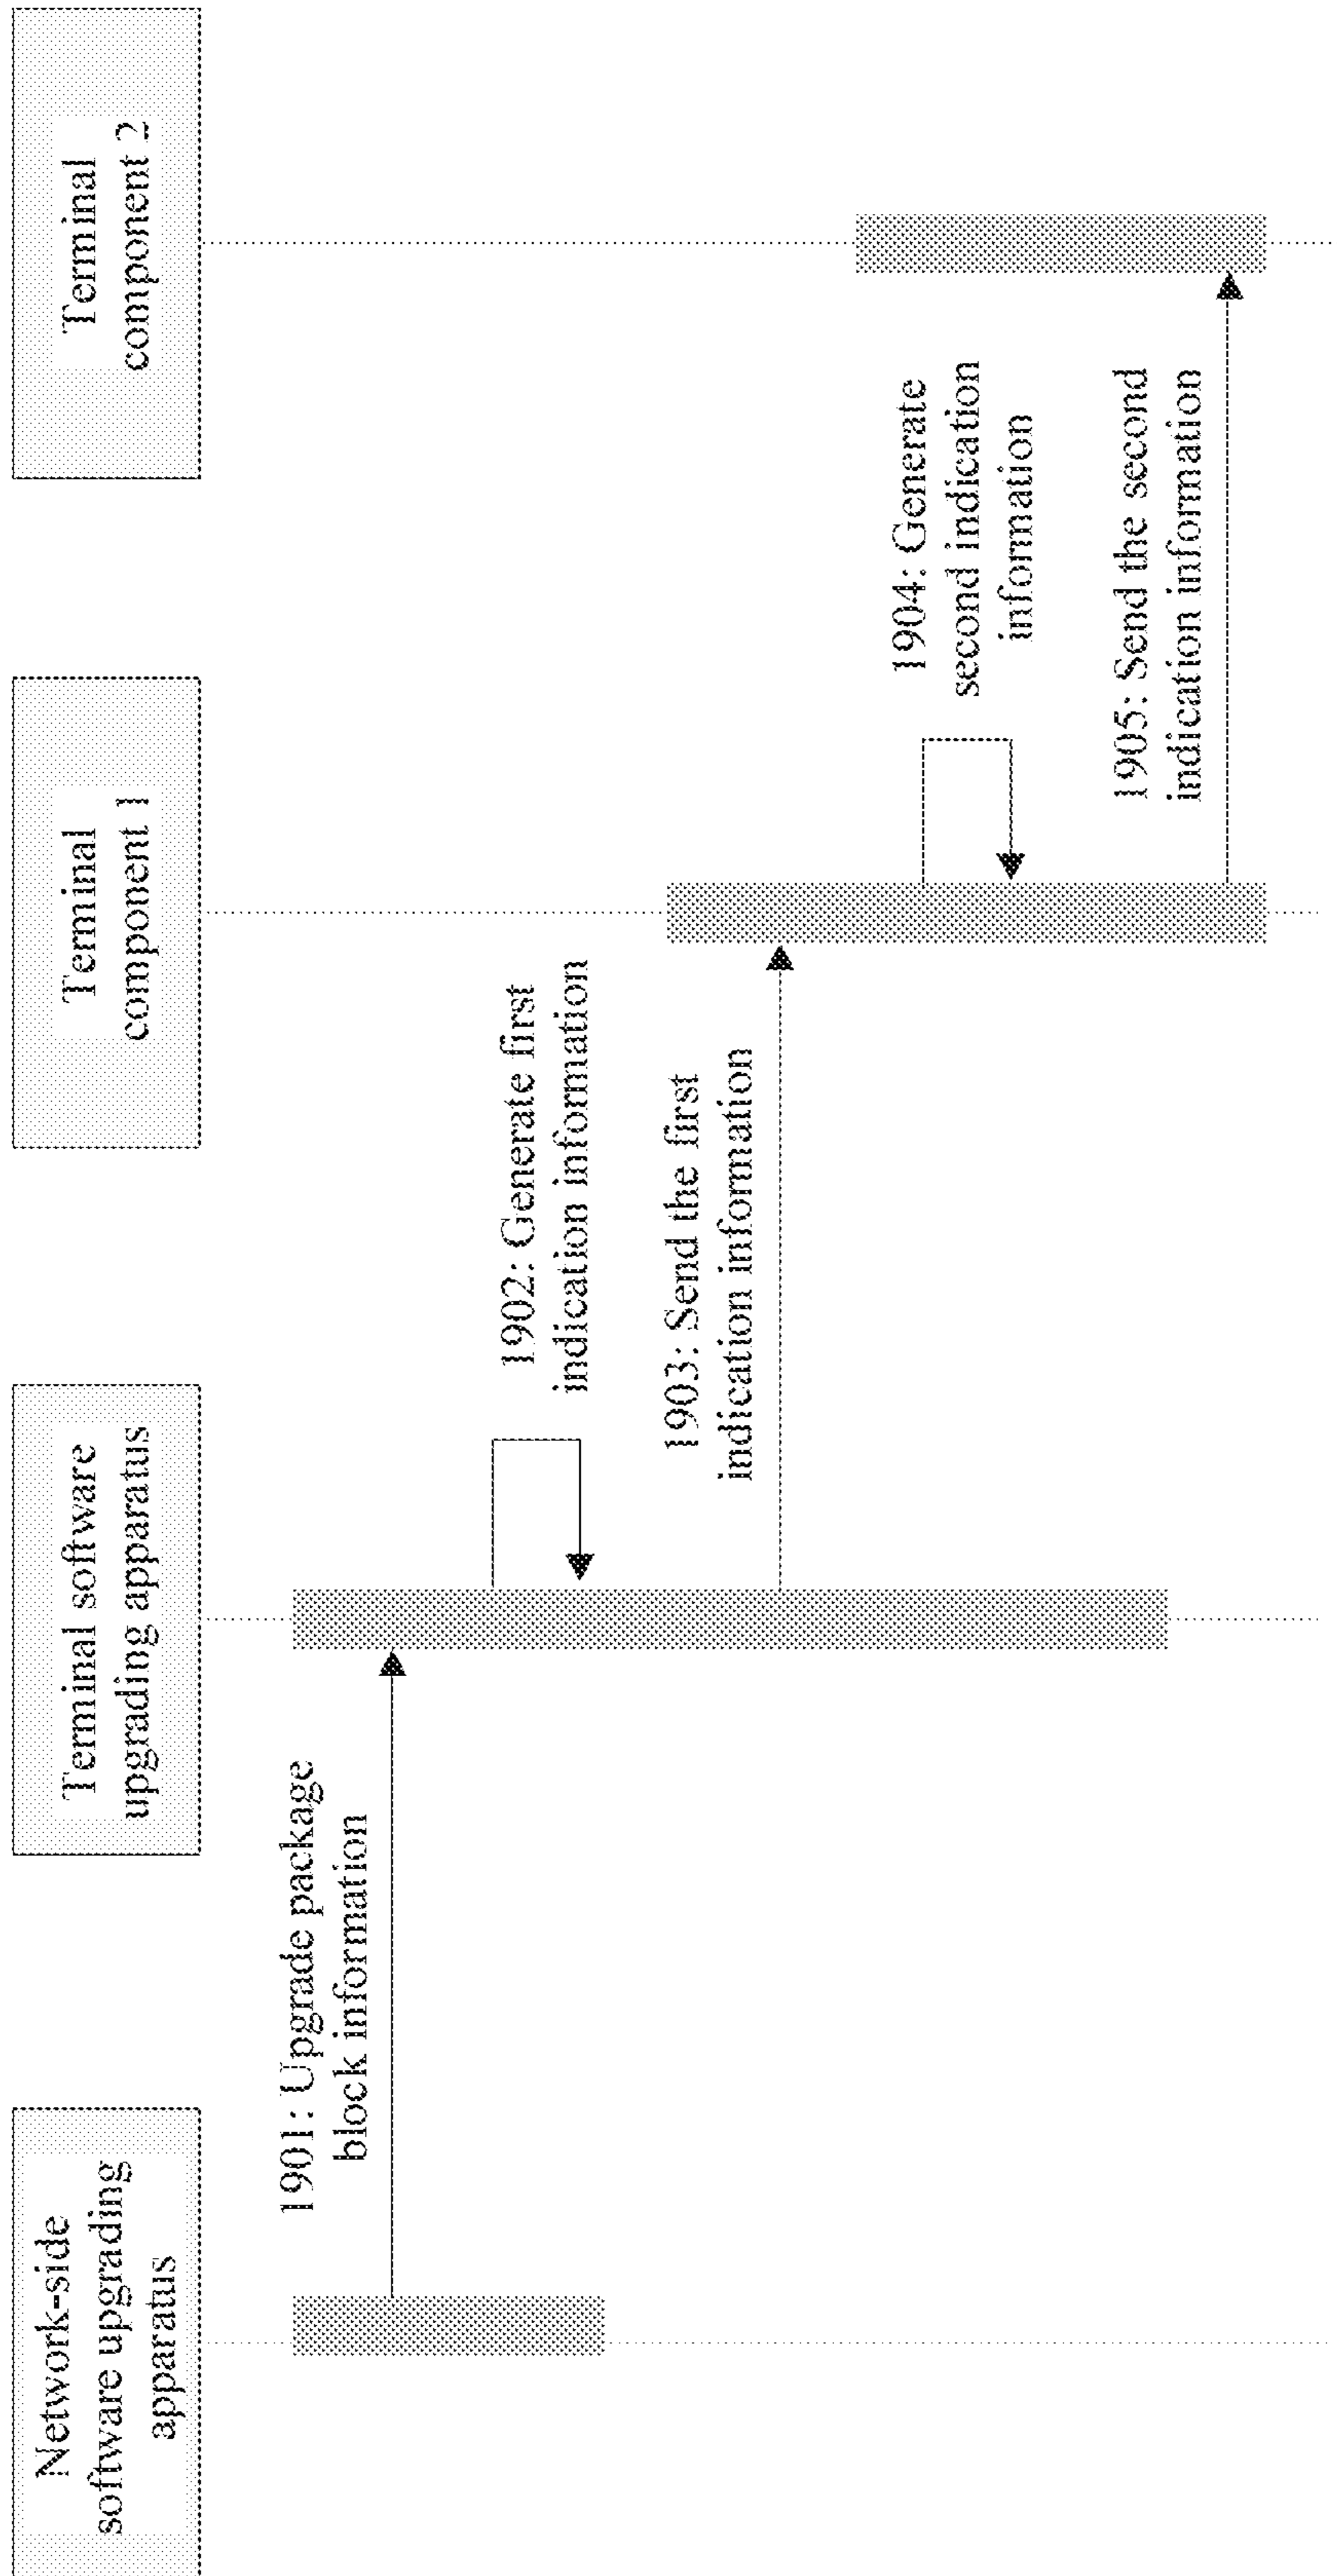 Network-side
software upgrading
apparatus
Terminal software
upgrading apparatus
Terminal
component 1
Terminal
component 2
1901: Upgrade package
block information
1902: Generate first
indication information
1903: Send the first
indication information
1904: Generate
second indication
information
1905: Send the second
indication information